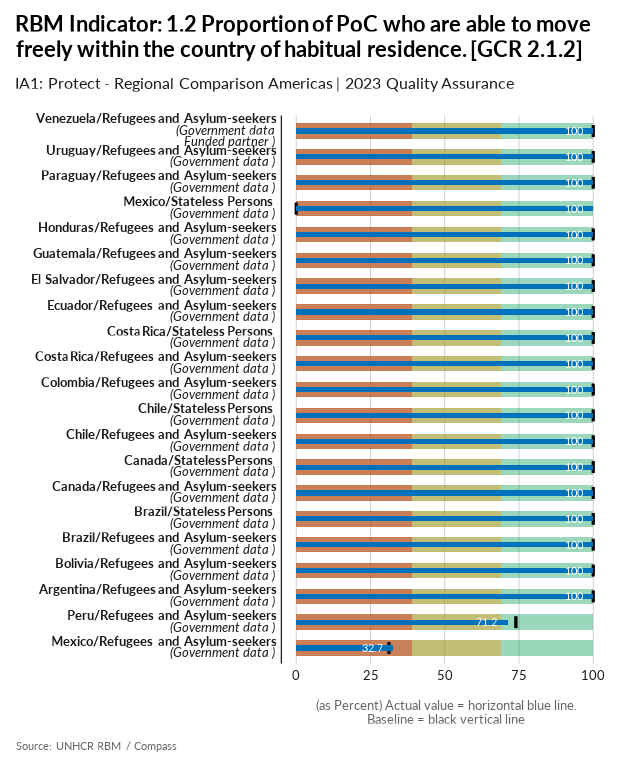 RBM Indicator: 1.2 Proportion of PoC who are able to move
freely within the country of habitual residence. [GCR 2.1.2]
IA1: Protect - Regional Comparison Americas | 2023 Quality Assurance
Venezuela/Refugees and Asylum-seekers
(Government data
Funded partner )
100
Uruguay/Refugees and Asylum-seekers
(Government data )
100
Paraguay/Refugees and Asylum-seekers
(Government data )
100
Mexico/Stateless Persons
(Government data )
100
Honduras/Refugees and Asylum-seekers
(Government data )
100
Guatemala/Refugees and Asylum-seekers
(Government data )
100
El Salvador/Refugees and Asylum-seekers
(Government data )
100
Ecuador/Refugees and Asylum-seekers
(Government data )
100
Costa Rica/Stateless Persons
(Government data )
100
Costa Rica/Refugees and Asylum-seekers
(Government data )
100
Colombia/Refugees and Asylum-seekers
(Government data )
100
Chile/Stateless Persons
(Government data )
100
Chile/Refugees and Asylum-seekers
(Government data )
100
Canada/Stateless Persons
(Government data )
100
Canada/Refugees and Asylum-seekers
(Government data )
100
Brazil/Stateless Persons
(Government data )
100
Brazil/Refugees and Asylum-seekers
(Government data )
100
Bolivia/Refugees and Asylum-seekers
(Government data )
100
Argentina/Refugees and Asylum-seekers
(Government data )
100
Peru/Refugees and Asylum-seekers
(Government data )
71.2
Mexico/Refugees and Asylum-seekers
(Government data )
32.7
0 25 50 75 100
(as Percent) Actual value = horizontal blue line.
Baseline = black vertical line
Source: UNHCR RBM / Compass